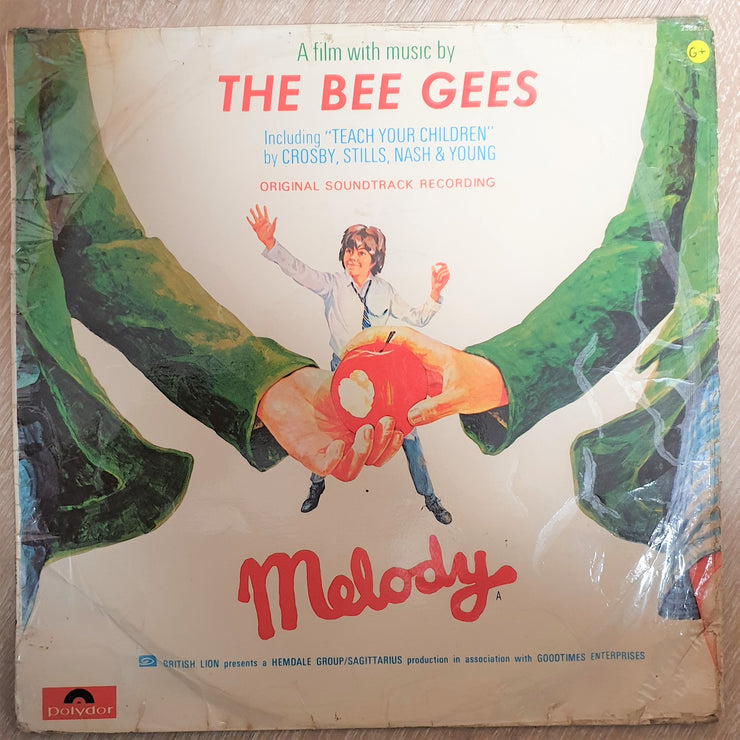 A film with music by
G+
THE BEE GEES
Including "TEACH YOUR CHILDREN"
by CROSBY, STILLS, NASH & YOUNG
ORIGINAL SOUNDTRACK RECORDING
Melody
A
BRITISH LION presents a HEMDALE GROUP/SAGITTARIUS production in association with GOODTIMES ENTERPRISES
polydor